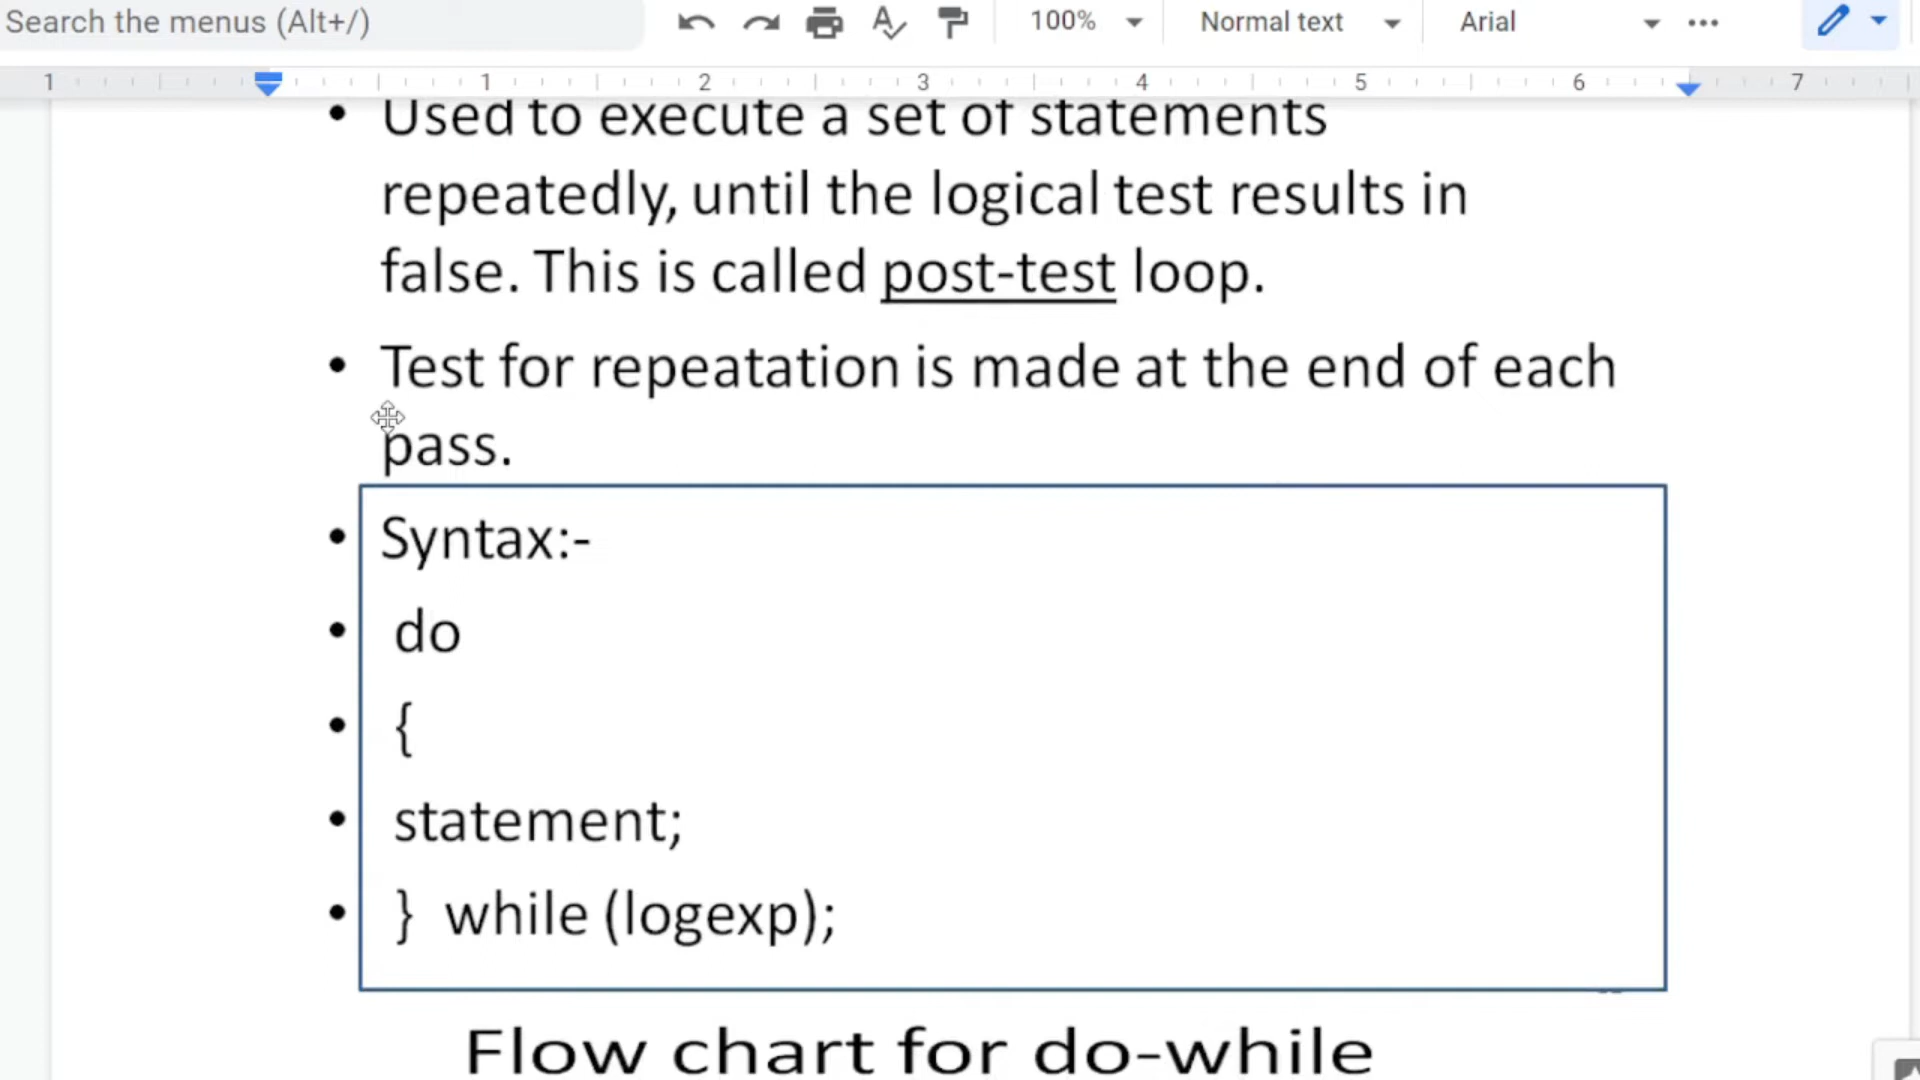 Search the menus (Alt+/)
100%
Normal text
Arial
1 1 2 3 4 5 6 7
• Used to execute a set of statements
repeatedly, until the logical test results in
false. This is called post-test loop.
• Test for repeatation is made at the end of each
pass.
• Syntax:-
• do
• {
• statement;
• } while (logexp);
Flow chart for do-while